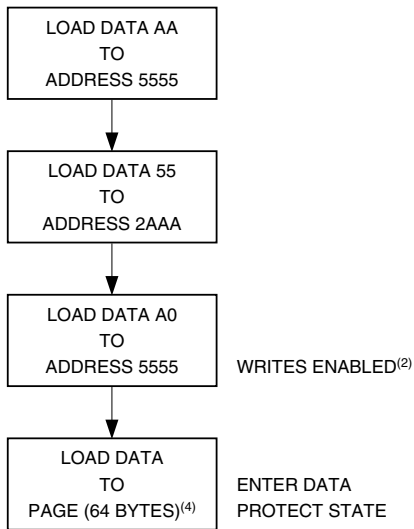 LOAD DATA AA
TO
ADDRESS 5555
LOAD DATA 55
TO
ADDRESS 2AAA
LOAD DATA A0
TO
ADDRESS 5555
WRITES ENABLED(2)
LOAD DATA
TO
PAGE (64 BYTES)(4)
ENTER DATA
PROTECT STATE